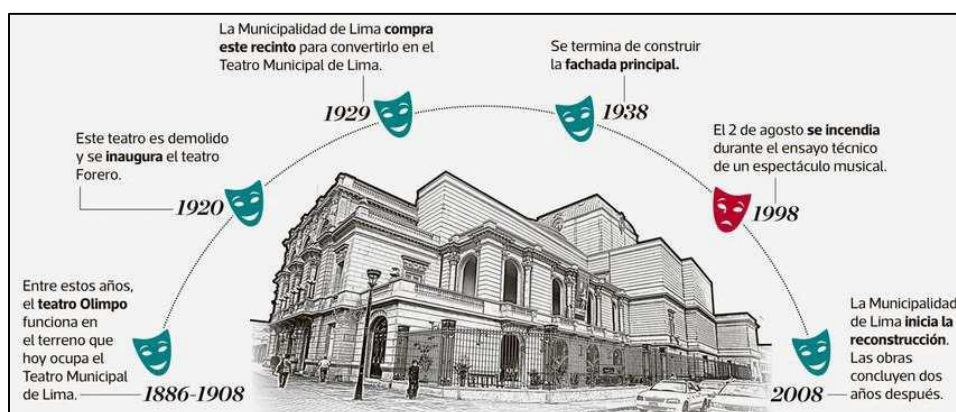 Entre estos años,
el teatro Olimpo
funciona en
el terreno que
hoy ocupa el
Teatro Municipal
de Lima.
1886-1908
Este teatro es demolido
y se inaugura el teatro
Forero.
1920
La Municipalidad de Lima compra
este recinto para convertirlo en el
Teatro Municipal de Lima.
1929
Se termina de construir
la fachada principal.
1938
El 2 de agosto se incendia
durante el ensayo técnico
de un espectáculo musical.
1998
La Municipalidad
de Lima inicia la
reconstrucción.
Las obras
concluyen dos
años después.
2008